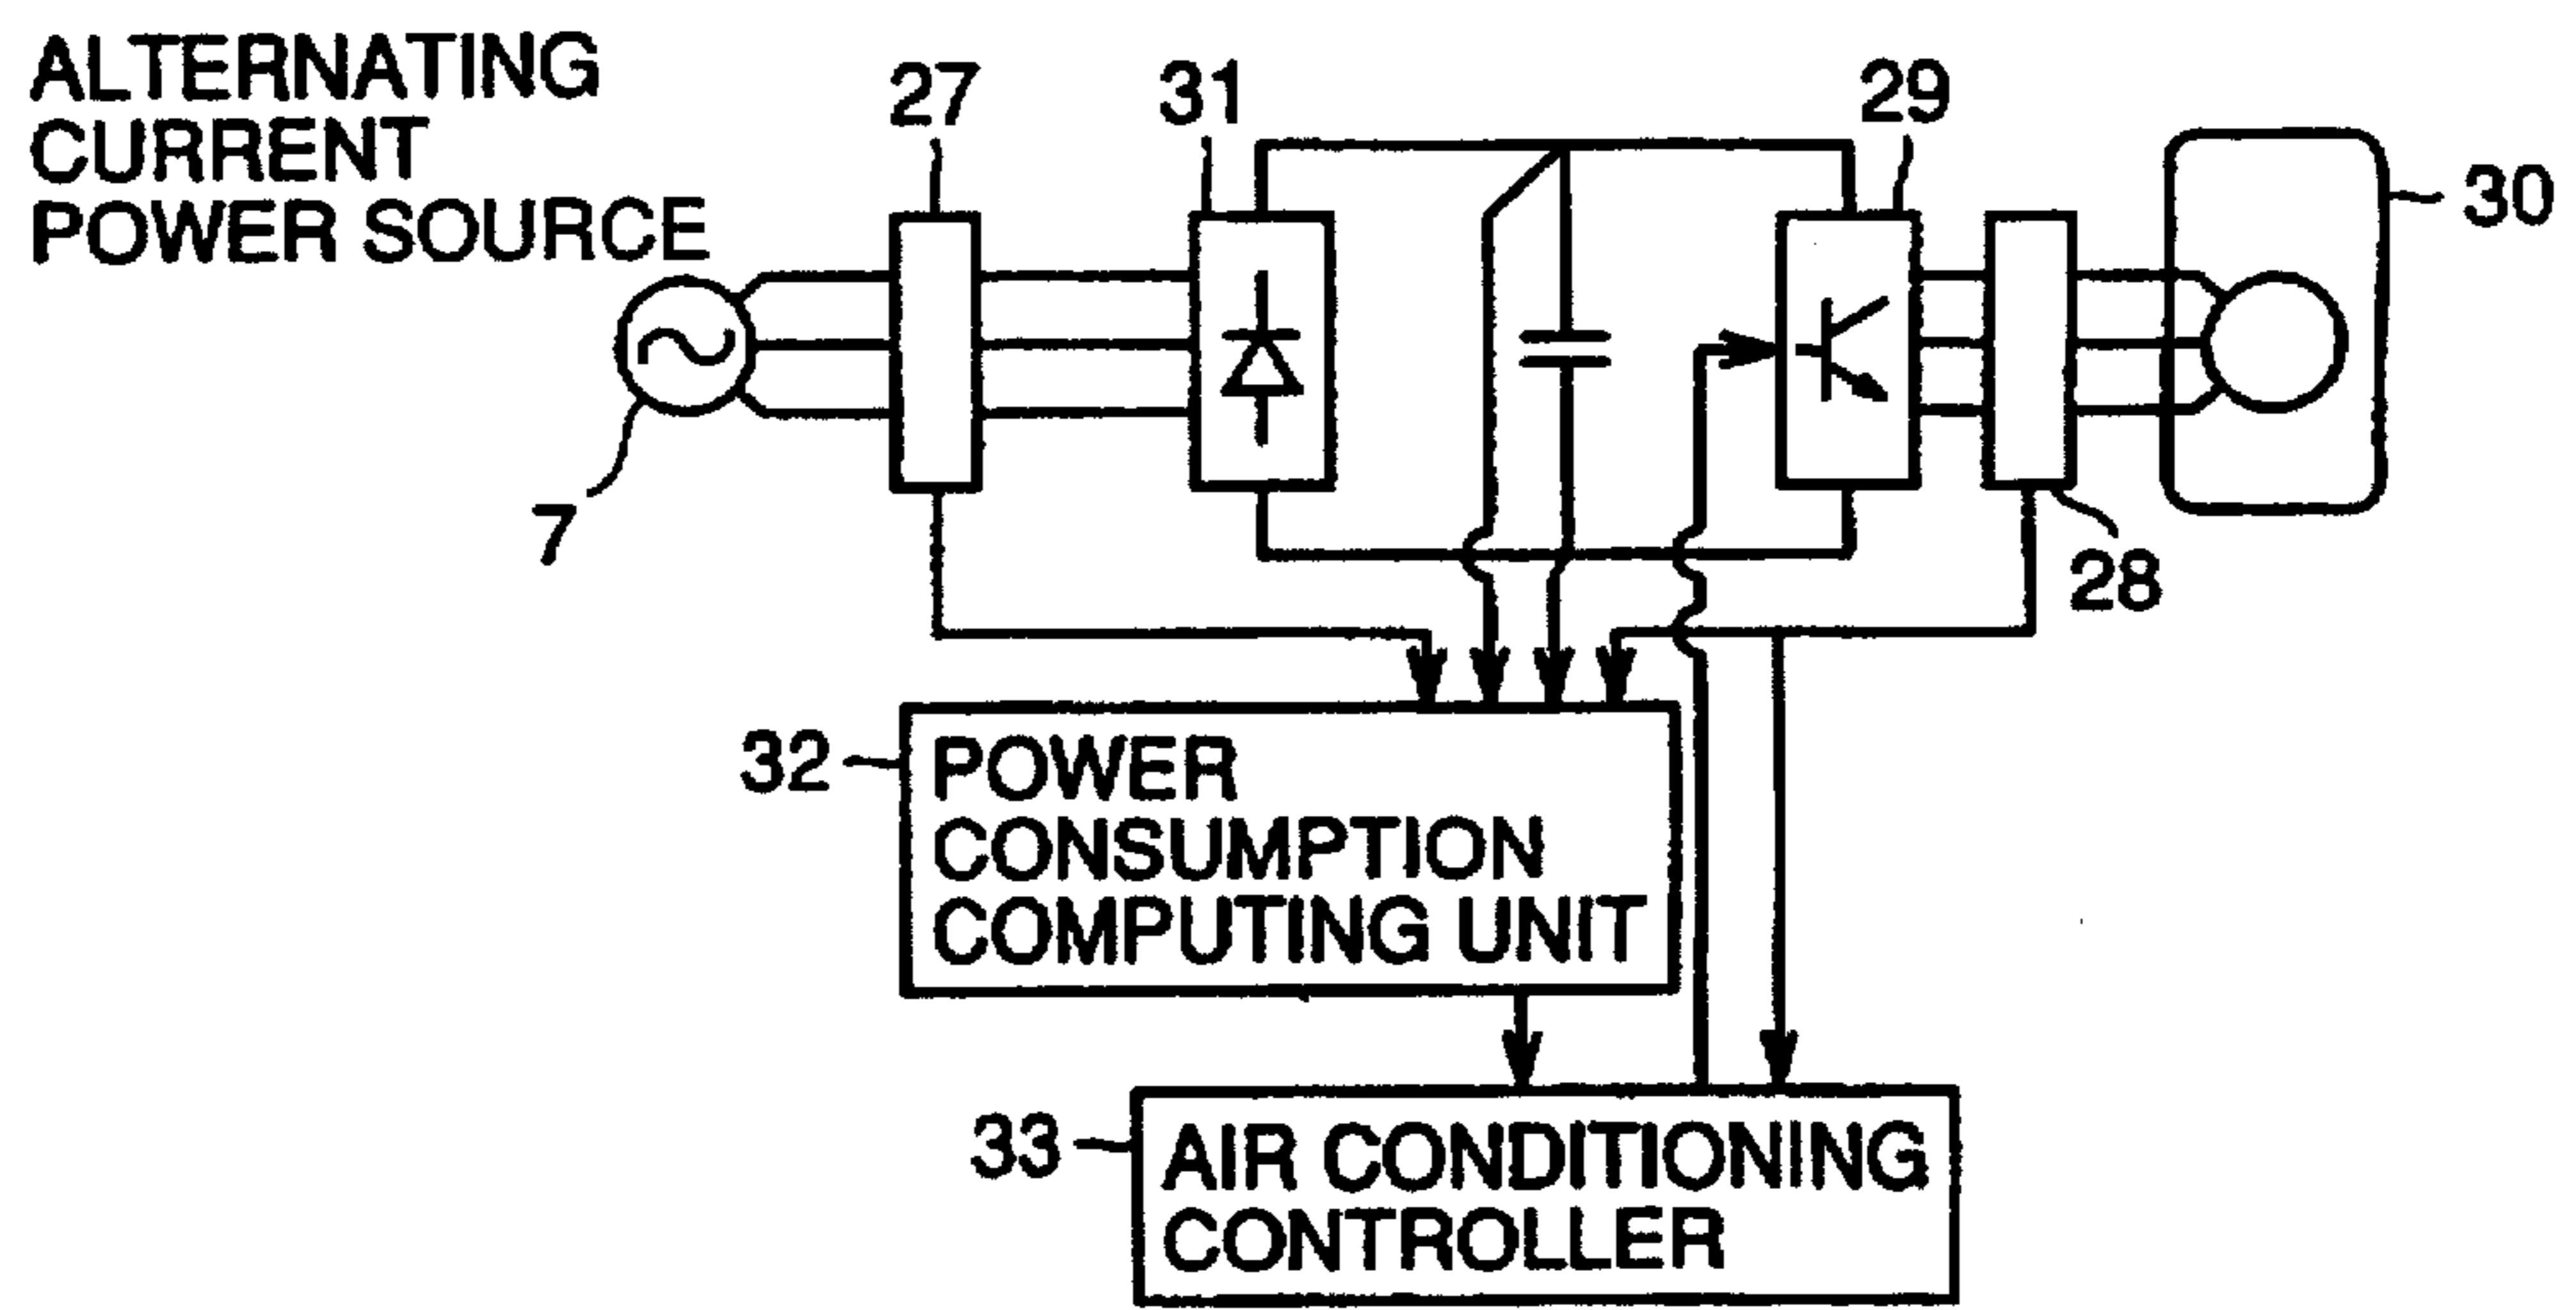 ALTERNATING
CURRENT
POWER SOURCE
27
31
29
30
7
28
32
POWER
CONSUMPTION
COMPUTING UNIT
33
AIR CONDITIONING
CONTROLLER